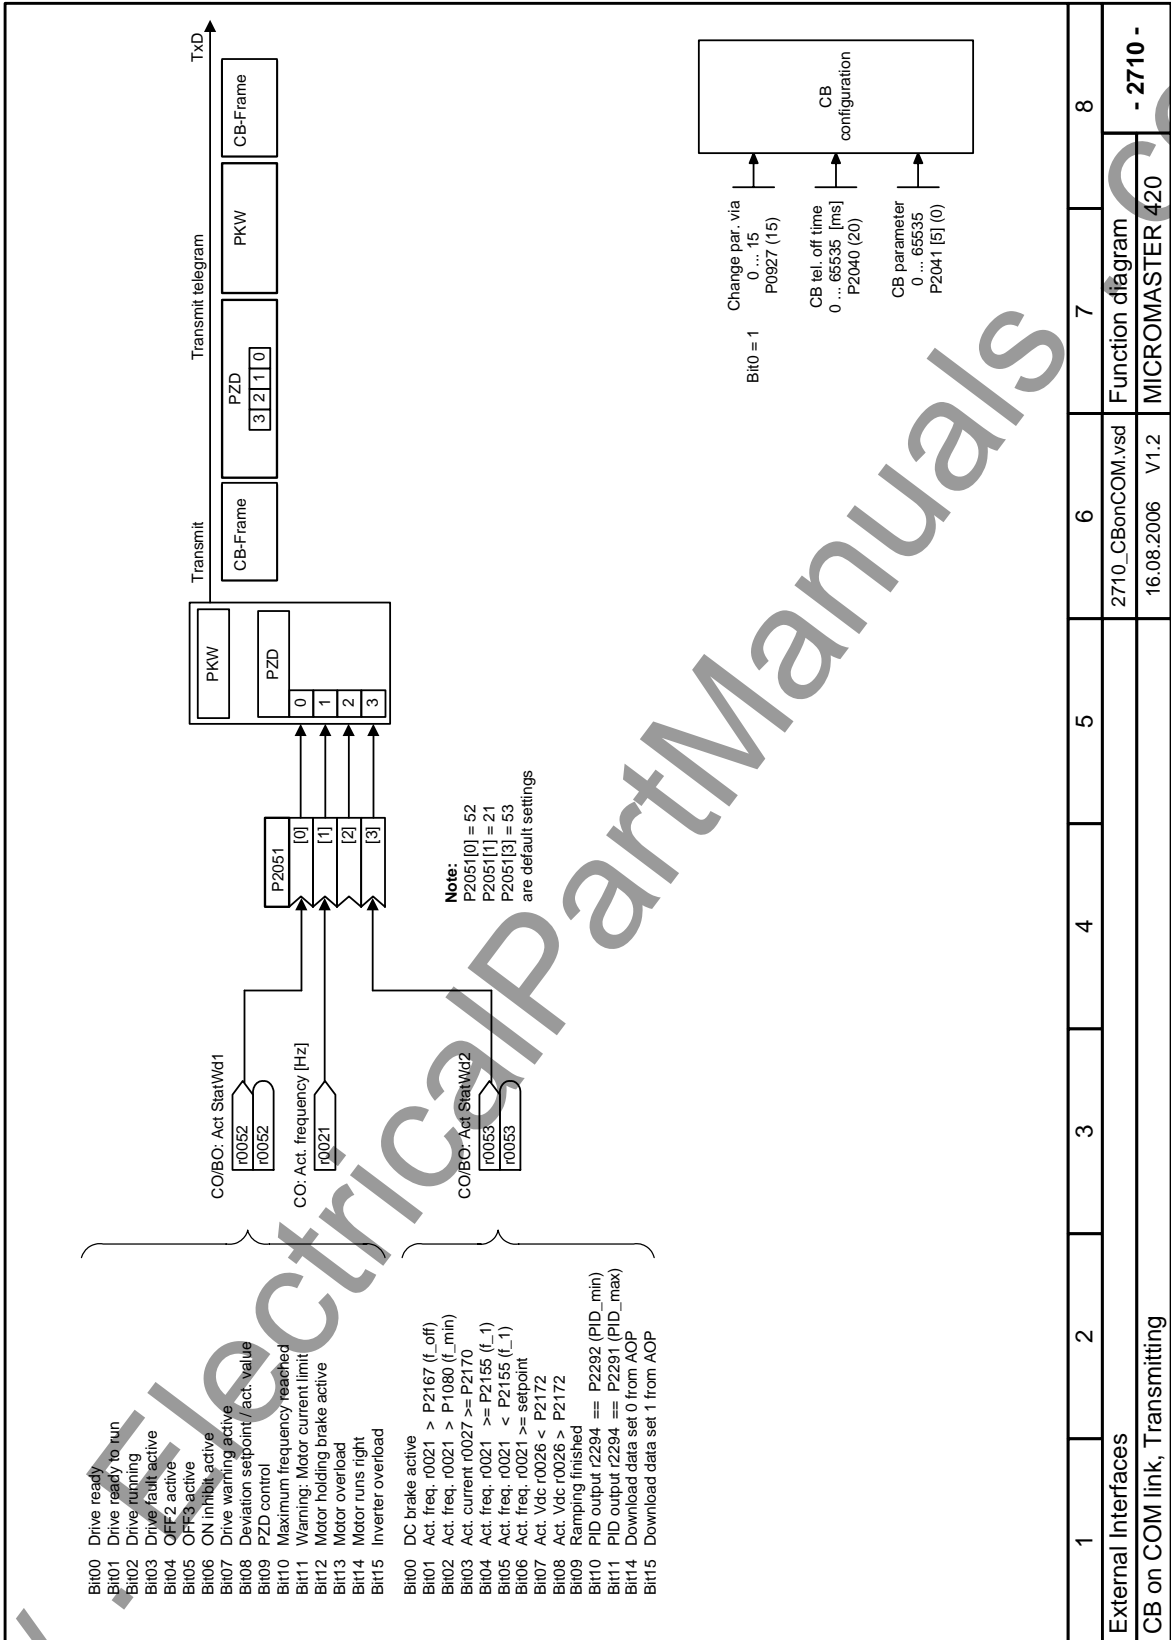 Bit00 Drive ready
Bit01 Drive ready to run
Bit02 Drive running
Bit03 Drive fault active
Bit04 OFF2 active
Bit05 OFF3 active
Bit06 ON inhibit active
Bit07 Drive warning active
Bit08 Deviation setpoint / act. value
Bit09 PZD control
Bit10 Maximum frequency reached
Bit11 Warning: Motor current limit
Bit12 Motor holding brake active
Bit13 Motor overload
Bit14 Motor runs right
Bit15 Inverter overload
Bit00 DC brake active
Bit01 Act. freq. r0021 > P2167 (f_off)
Bit02 Act. freq. r0021 > P1080 (f_min)
Bit03 Act. current r0027 >= P2170
Bit04 Act. freq. r0021 >= P2155 (f_1)
Bit05 Act. freq. r0021 < P2155 (f_1)
Bit06 Act. freq. r0021 >= setpoint
Bit07 Act. Vdc r0026 < P2172
Bit08 Act. Vdc r0026 > P2172
Bit09 Ramping finished
Bit10 PID output r2294 == P2292 (PID_min)
Bit11 PID output r2294 == P2291 (PID_max)
Bit14 Download data set 0 from AOP
Bit15 Download data set 1 from AOP
CO/BO: Act StatWd1
r0052
r0052
CO: Act. frequency [Hz]
r0021
CO/BO: Act StatWd2
r0053
r0053
P2051
[0]
[1]
[2]
[3]
Note:
P2051[0] = 52
P2051[1] = 21
P2051[3] = 53
are default settings
PKW
PZD
0
1
2
3
Transmit
Transmit telegram
TxD
CB-Frame
PZD
3 2 1 0
PKW
CB-Frame
Bit0 = 1
Change par. via
0 ... 15
P0927 (15)
CB tel. off time
0 ... 65535 [ms]
P2040 (20)
CB parameter
0 ... 65535
P2041 [5] (0)
CB
configuration
1 2 3 4 5 6 7 8
External Interfaces
2710_CBonCOM.vsd
Function diagram
- 2710 -
CB on COM link, Transmitting
16.08.2006 V1.2
MICROMASTER 420
. ElectricalPartManuals . c